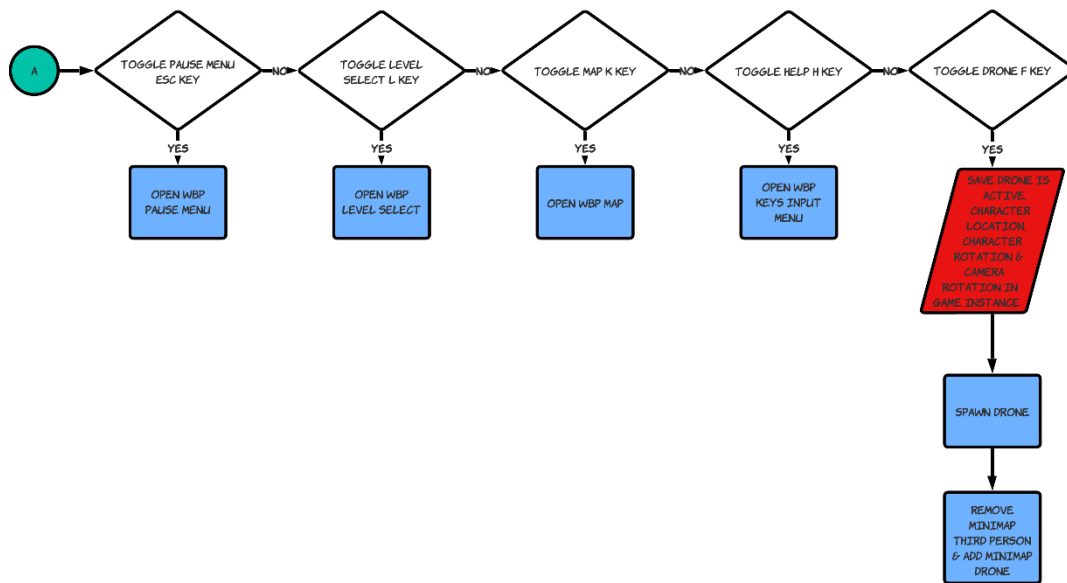 A
TOGGLE PAUSE MENU
ESC KEY
NO
TOGGLE LEVEL
SELECT L KEY
NO
TOGGLE MAP K KEY
NO
TOGGLE HELP H KEY
NO
TOGGLE DRONE F KEY
YES
YES
YES
YES
YES
OPEN WBP
PAUSE MENU
OPEN WBP
LEVEL SELECT
OPEN WBP MAP
OPEN WBP
KEYS INPUT
MENU
SAVE DRONE IS
ACTIVE,
CHARACTER
LOCATION,
CHARACTER
ROTATION &
CAMERA
ROTATION IN
GAME INSTANCE
SPAWN DRONE
REMOVE
MINIMAP
THIRD PERSON
& ADD MINIMAP
DRONE